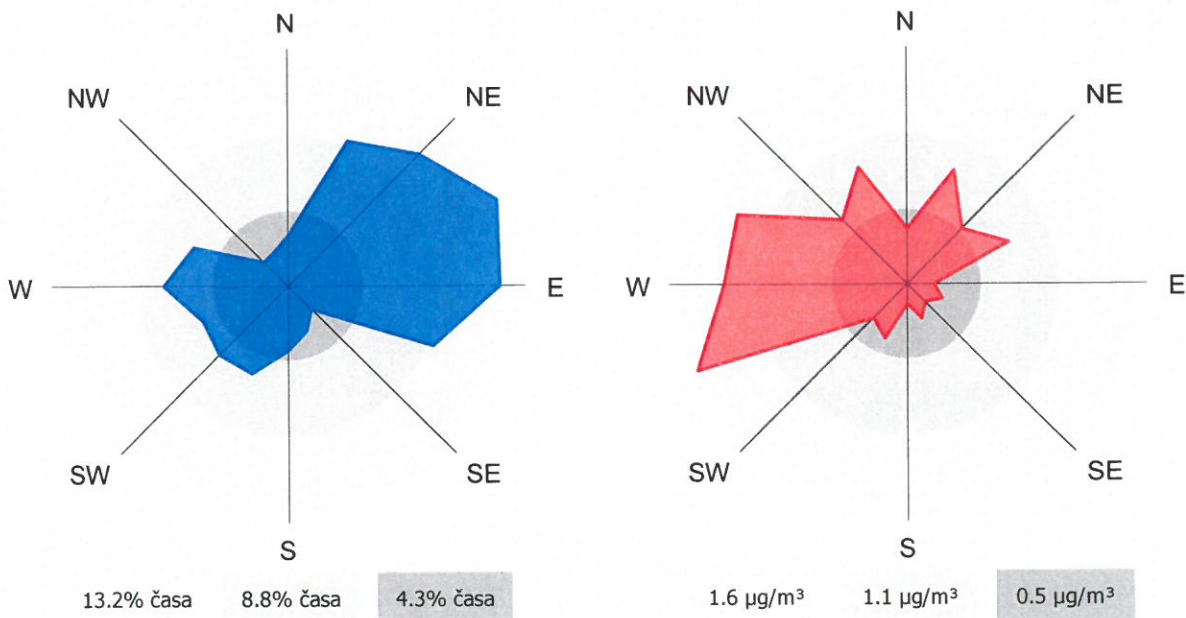 N
NW
NE
W
E
SW
SE
S
13.2% časa 8.8% časa 4.3% časa
N
NW
NE
W
E
SW
SE
S
1.6 µg/m³ 1.1 µg/m³ 0.5 µg/m³